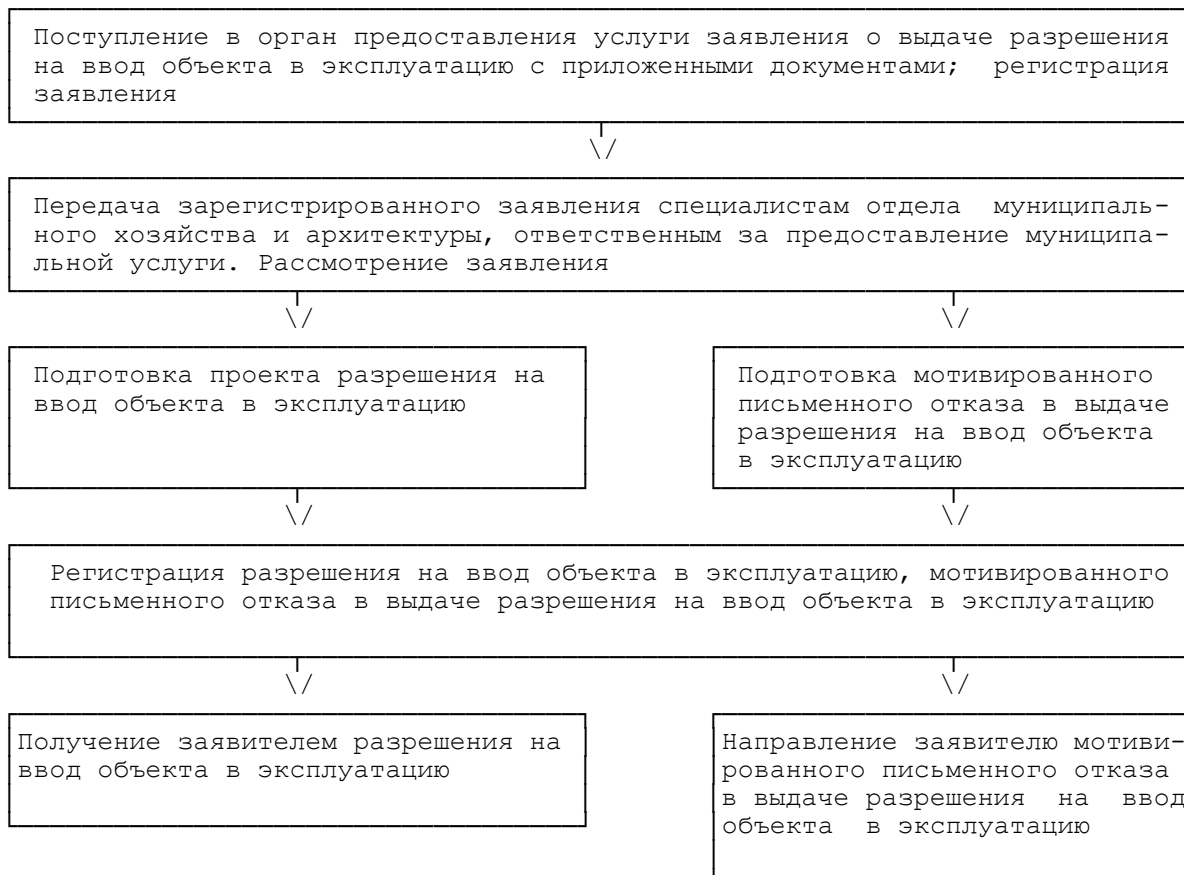 Поступление в орган предоставления услуги заявления о выдаче разрешения
на ввод объекта в эксплуатацию с приложенными документами; регистрация
заявления
Передача зарегистрированного заявления специалистам отдела муниципаль-
ного хозяйства и архитектуры, ответственным за предоставление муниципа-
льной услуги. Рассмотрение заявления
Подготовка проекта разрешения на
ввод объекта в эксплуатацию
Подготовка мотивированного
письменного отказа в выдаче
разрешения на ввод объекта
в эксплуатацию
Регистрация разрешения на ввод объекта в эксплуатацию, мотивированного
письменного отказа в выдаче разрешения на ввод объекта в эксплуатацию
Получение заявителем разрешения на
ввод объекта в эксплуатацию
Направление заявителю мотиви-
рованного письменного отказа
в выдаче разрешения на ввод
объекта в эксплуатацию